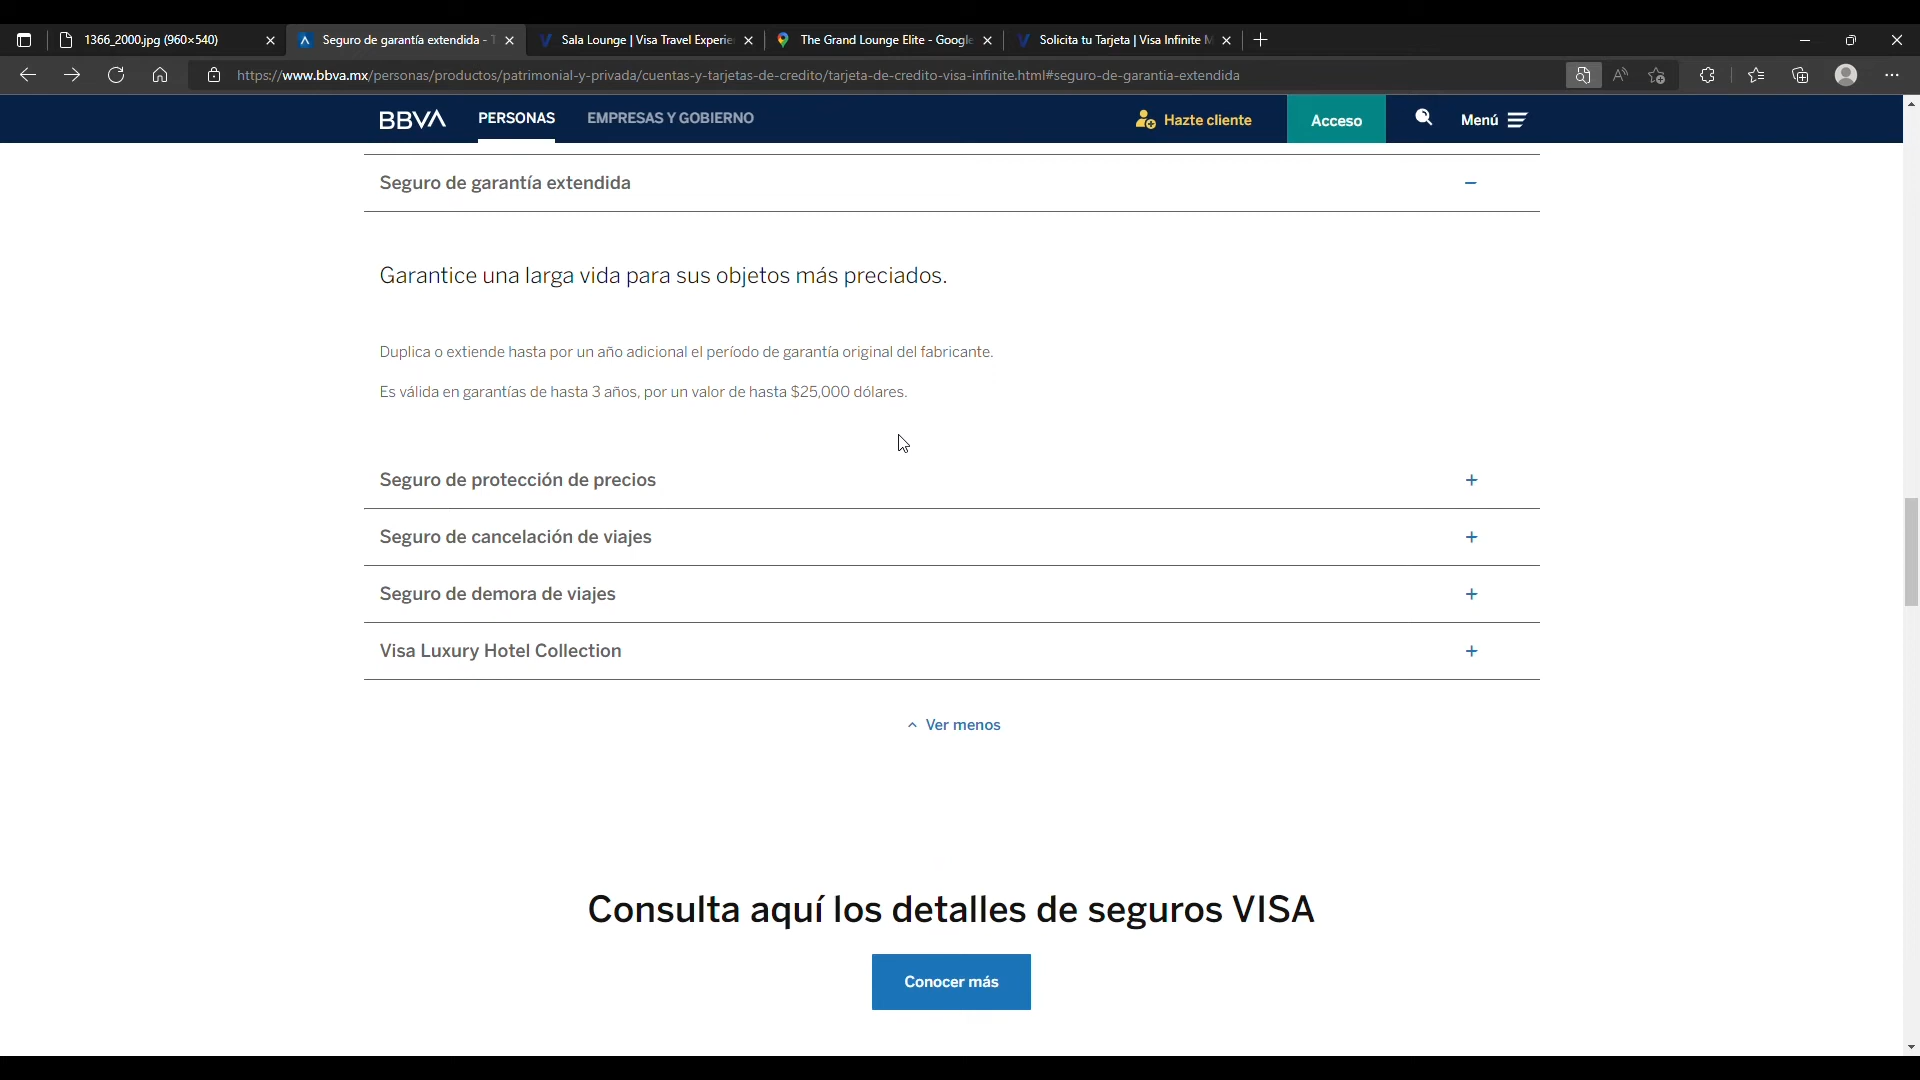 1366_2000.jpg (960×540)
Seguro de garantía extendida -
Sala Lounge | Visa Travel Experie
The Grand Lounge Elite - Google
Solicita tu Tarjeta | Visa Infinite
https://www.bbva.mx/personas/productos/patrimonial-y-privada/cuentas-y-tarjetas-de-credito/tarjeta-de-credito-visa-infinite.html#seguro-de-garantia-extendida
BBVA PERSONAS EMPRESAS Y GOBIERNO Hazte cliente Acceso Menú
Seguro de garantía extendida
Garantice una larga vida para sus objetos más preciados.
Duplica o extiende hasta por un año adicional el período de garantía original del fabricante.
Es válida en garantías de hasta 3 años, por un valor de hasta $25,000 dólares.
Seguro de protección de precios
Seguro de cancelación de viajes
Seguro de demora de viajes
Visa Luxury Hotel Collection
Ver menos
Consulta aquí los detalles de seguros VISA
Conocer más